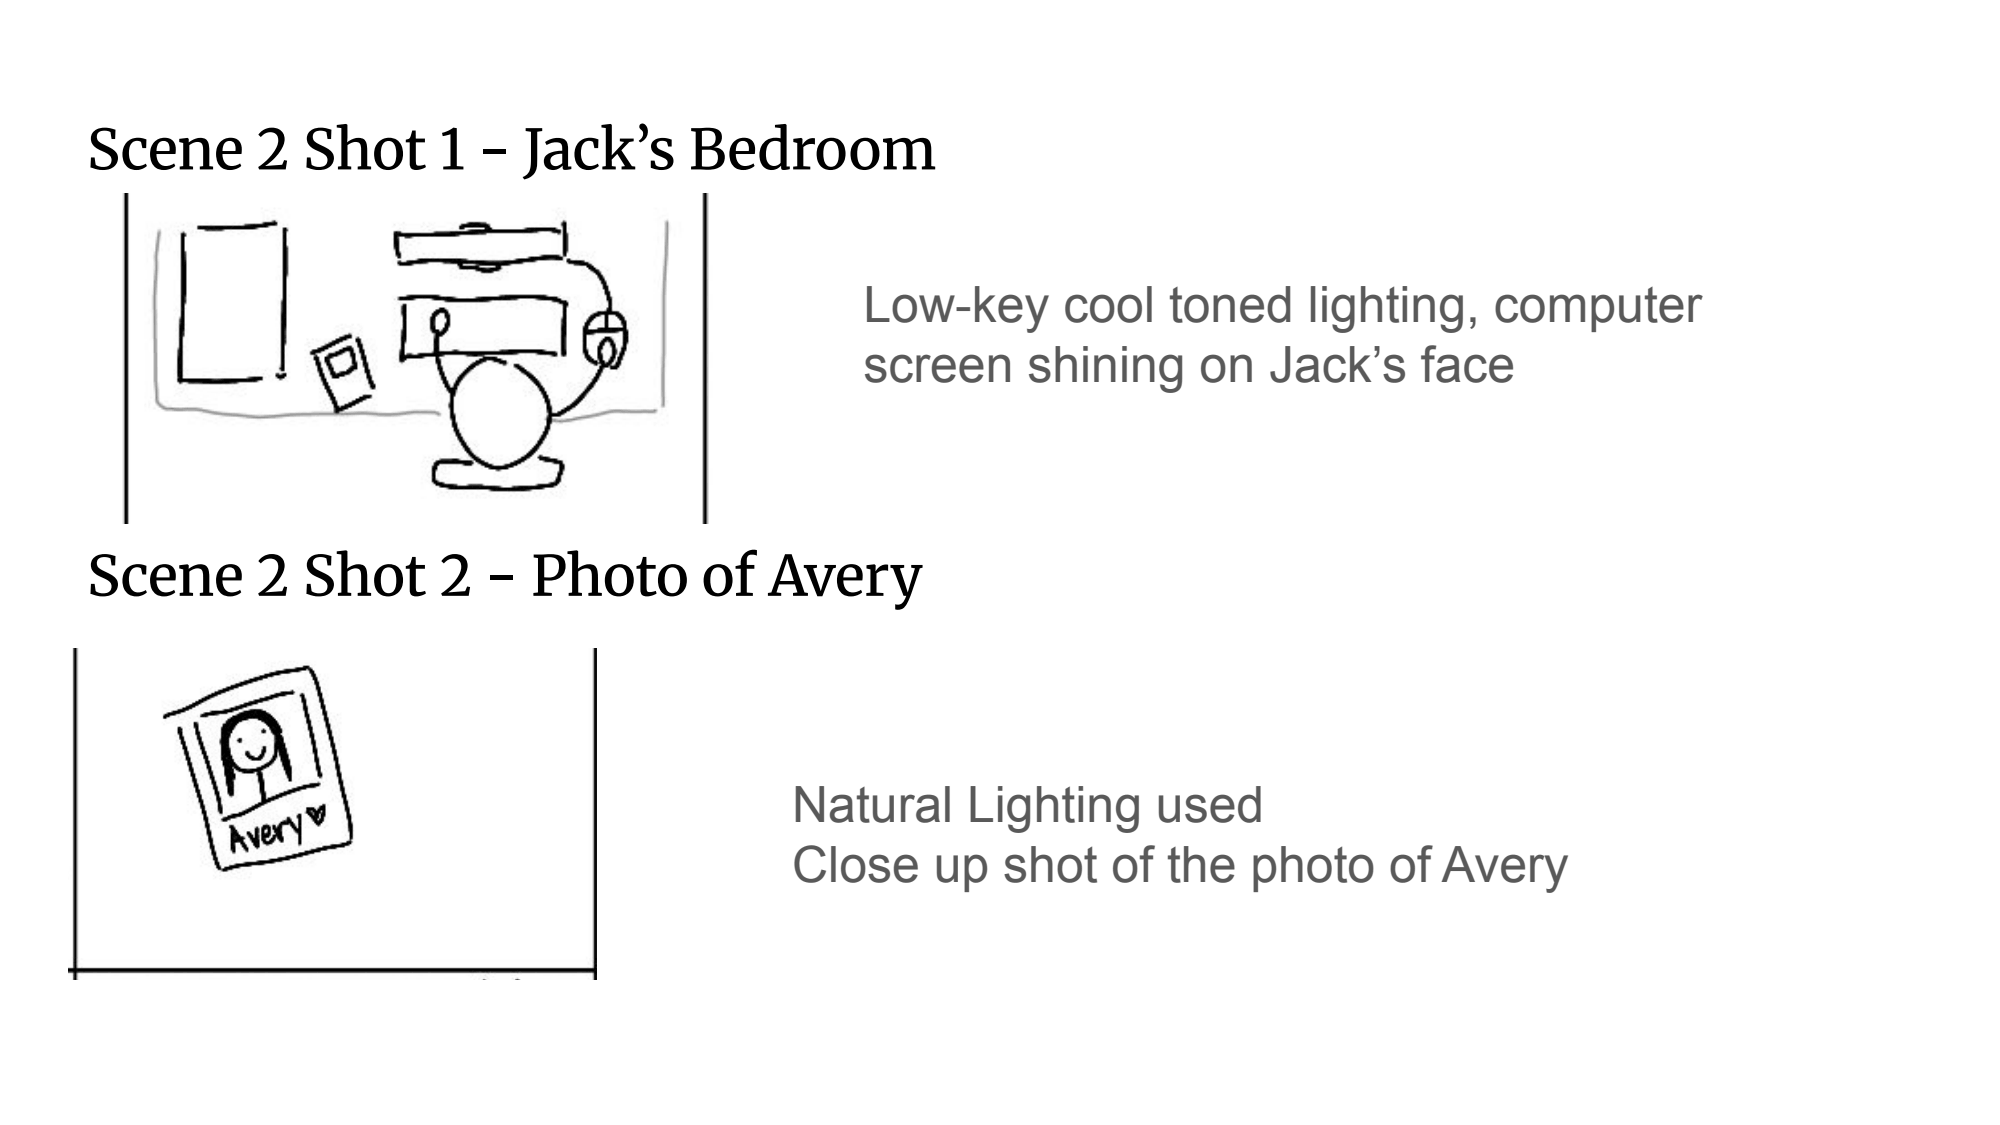 Scene 2 Shot 1 - Jack’s Bedroom
Low-key cool toned lighting, computer
screen shining on Jack’s face
Scene 2 Shot 2 - Photo of Avery
Avery
Natural Lighting used
Close up shot of the photo of Avery